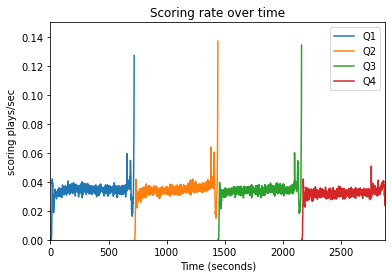 Scoring rate over time
scoring plays/sec
0.14
0.12
0.10
0.08
0.06
0.04
0.02
0.00
Q1
Q2
Q3
Q4
0
500
1000
1500
2000
2500
Time (seconds)